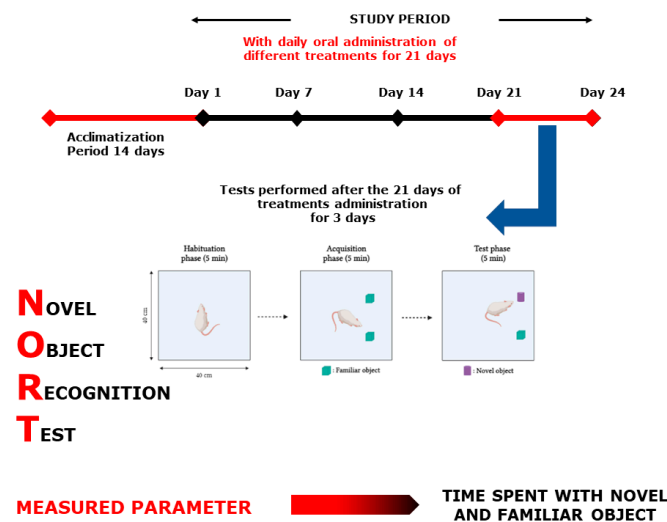 STUDY PERIOD
With daily oral administration of
different treatments for 21 days
Day 1
Day 7
Day 14
Day 21
Day 24
Acclimatization
Period 14 days
Tests performed after the 21 days of
treatments administration
for 3 days
Habituation
phase (5 min)
Acquisition
phase (5 min)
Test phase
(5 min)
40 cm
40 cm
: Familiar object
: Novel object
NOVEL
OBJECT
RECOGNITION
TEST
MEASURED PARAMETER
TIME SPENT WITH NOVEL
AND FAMILIAR OBJECT